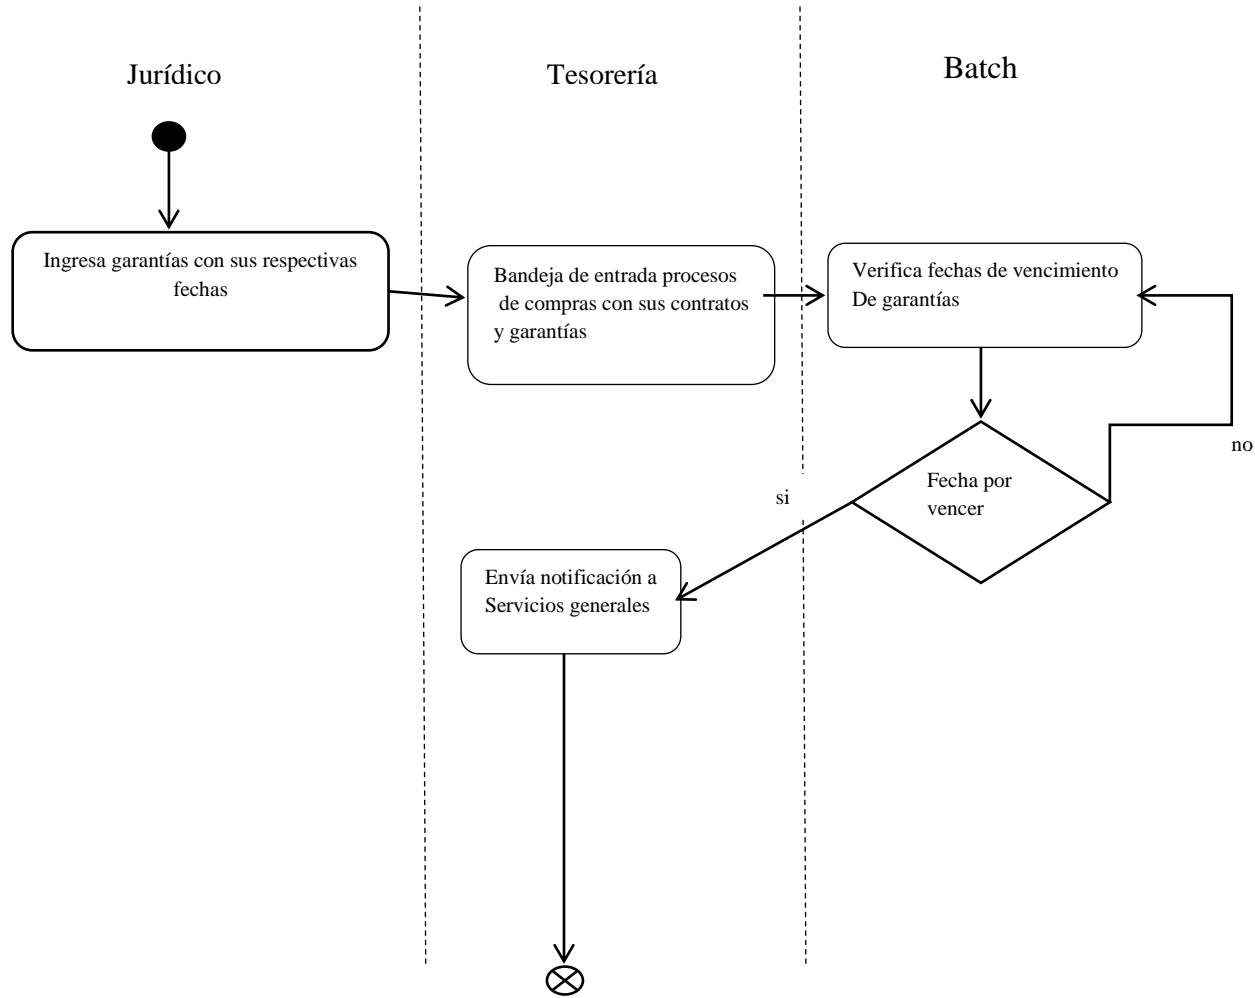 Jurídico
Tesorería
Batch
Ingresa garantías con sus respectivas
fechas
Bandeja de entrada procesos
de compras con sus contratos
y garantías
Verifica fechas de vencimiento
De garantías
no
Fecha por
vencer
si
Envía notificación a
Servicios generales